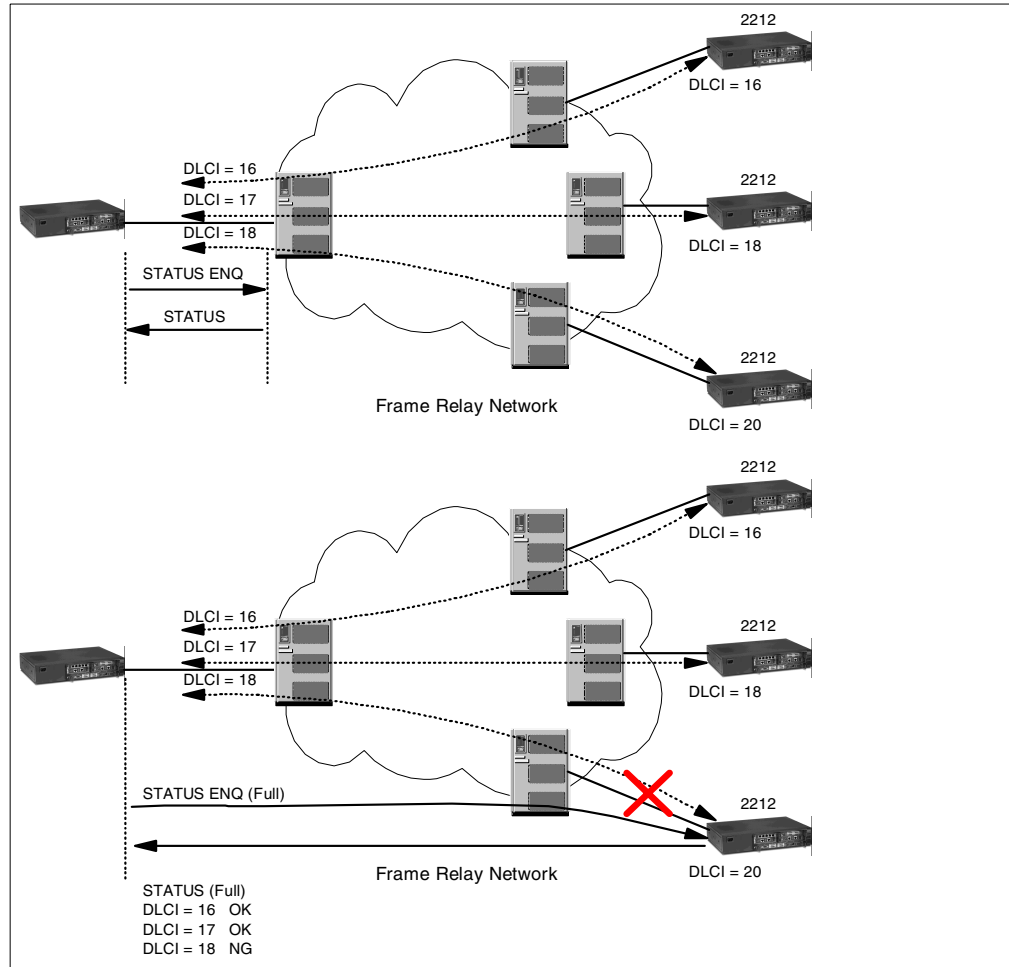 2212
DLCI = 16
DLCI = 16
DLCI = 17
2212
DLCI = 18
DLCI = 18
STATUS ENQ
STATUS
2212
Frame Relay Network
DLCI = 20
2212
DLCI = 16
DLCI = 16
DLCI = 17
2212
DLCI = 18
DLCI = 18
STATUS ENQ (Full)
2212
Frame Relay Network
DLCI = 20
STATUS (Full)
DLCI = 16 OK
DLCI = 17 OK
DLCI = 18 NG